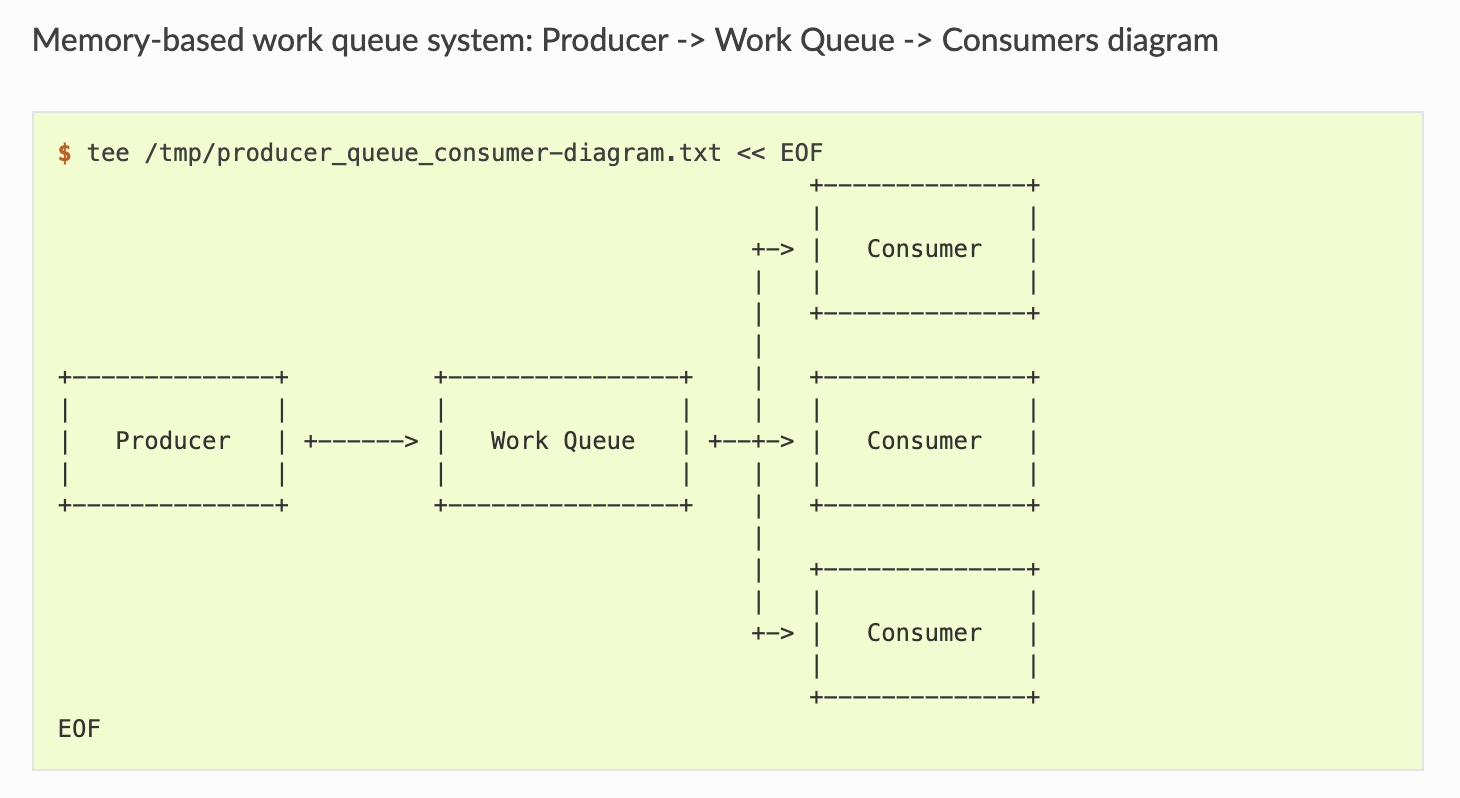 Memory-based work queue system: Producer -> Work Queue -> Consumers diagram
$ tee /tmp/producer_queue_consumer-diagram.txt << EOF
                                                    +--------------+
                                                    |              |
                                                +-> |   Consumer   |
                                                |   |              |
                                                |   +--------------+
                                                |
+--------------+          +----------------+    |   +--------------+
|              |          |                |    |   |              |
|   Producer   | +------> |   Work Queue   | +--+-> |   Consumer   |
|              |          |                |    |   |              |
+--------------+          +----------------+    |   +--------------+
                                                |
                                                |   +--------------+
                                                |   |              |
                                                +-> |   Consumer   |
                                                    |              |
                                                    +--------------+
EOF